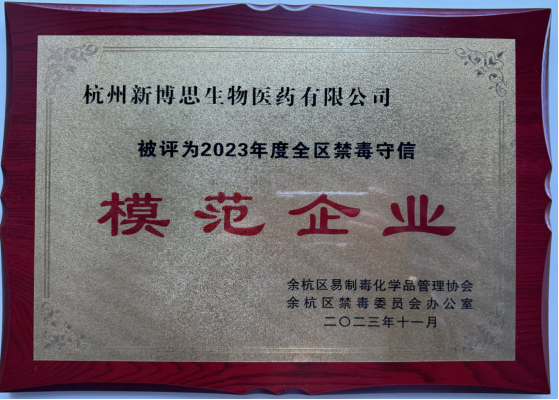 杭州新博思生物医药有限公司
被评为2023年度全区禁毒守信
模范企业
余杭区易制毒化学品管理协会
余杭区禁毒委员会办公室
二〇二三年十一月